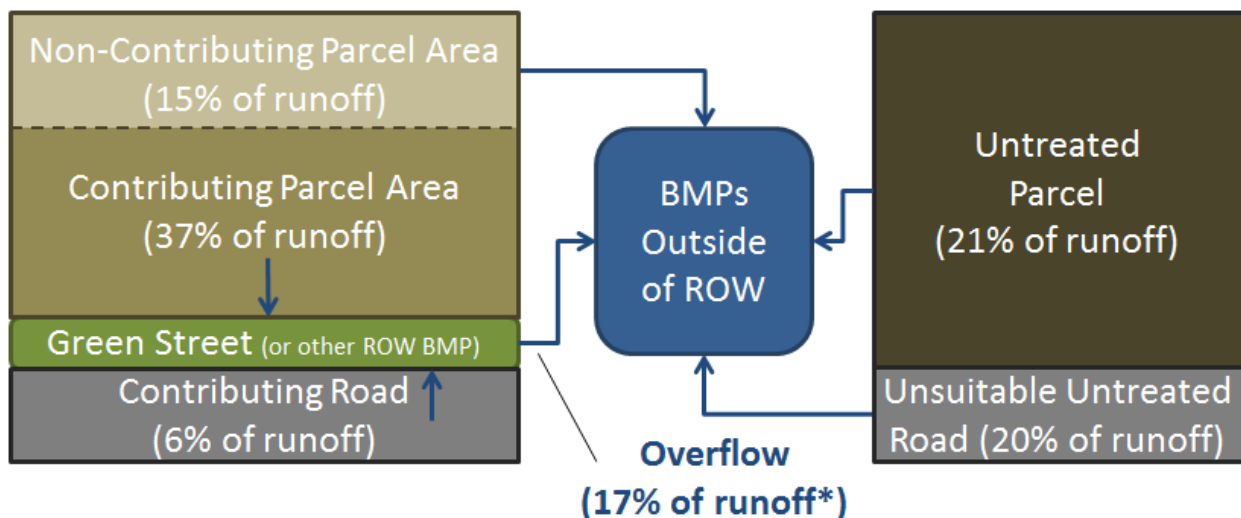 Non-Contributing Parcel Area
(15% of runoff)
Contributing Parcel Area
(37% of runoff)
Green Street (or other ROW BMP)
Contributing Road
(6% of runoff)
BMPs
Outside
of ROW
Overflow
(17% of runoff*)
Untreated
Parcel
(21% of runoff)
Unsuitable Untreated
Road (20% of runoff)